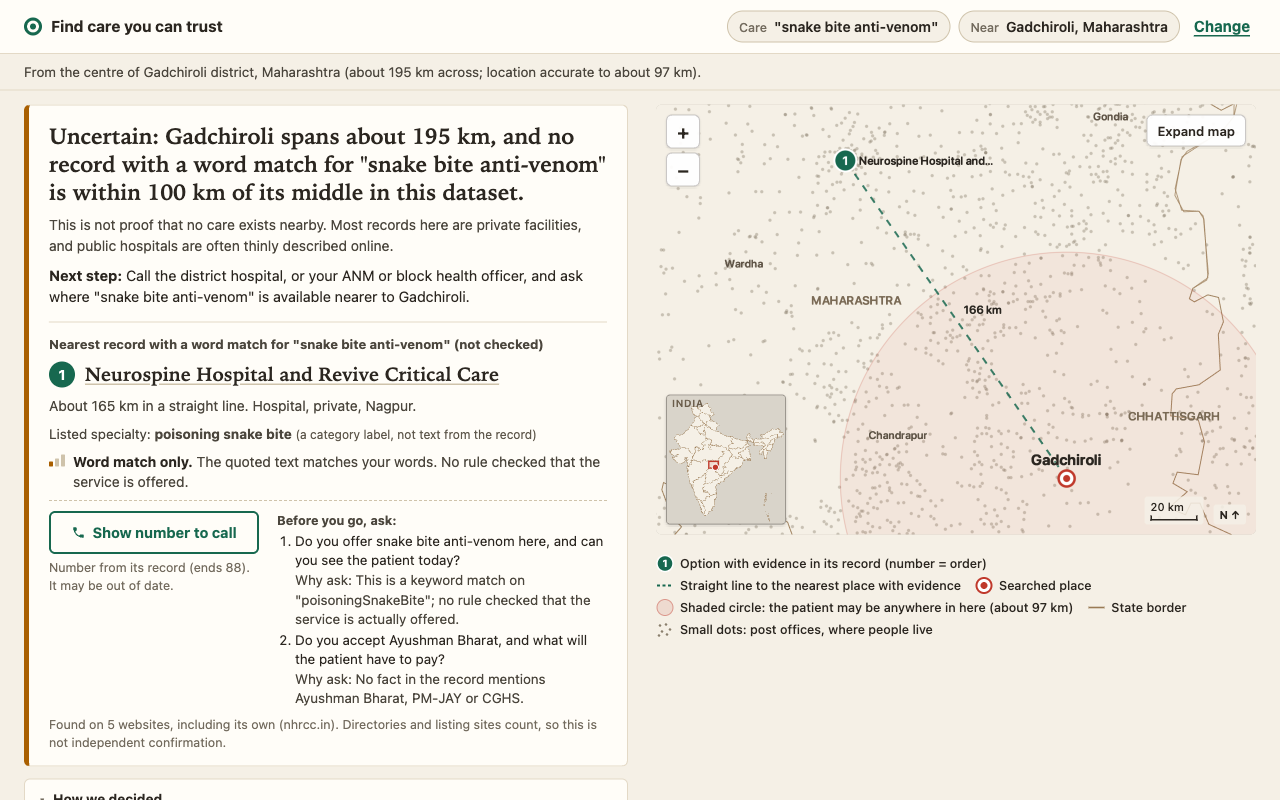 Find care you can trust
Care "snake bite anti-venom"
Near Gadchiroli, Maharashtra
Change
From the centre of Gadchiroli district, Maharashtra (about 195 km across; location accurate to about 97 km).
Uncertain: Gadchiroli spans about 195 km, and no
record with a word match for "snake bite anti-venom"
is within 100 km of its middle in this dataset.
This is not proof that no care exists nearby. Most records here are private facilities,
and public hospitals are often thinly described online.
Next step: Call the district hospital, or your ANM or block health officer, and ask
where "snake bite anti-venom" is available nearer to Gadchiroli.
Nearest record with a word match for "snake bite anti-venom" (not checked)
1 Neurospine Hospital and Revive Critical Care
About 165 km in a straight line. Hospital, private, Nagpur.
Listed specialty: poisoning snake bite (a category label, not text from the record)
Word match only. The quoted text matches your words. No rule checked that the
service is offered.
Show number to call
Number from its record (ends 88).
It may be out of date.
Before you go, ask:
1. Do you offer snake bite anti-venom here, and can
you see the patient today?
Why ask: This is a keyword match on
"poisoningSnakeBite"; no rule checked that the
service is actually offered.
2. Do you accept Ayushman Bharat, and what will
the patient have to pay?
Why ask: No fact in the record mentions
Ayushman Bharat, PM-JAY or CGHS.
Found on 5 websites, including its own (nhrcc.in). Directories and listing sites count, so this is
not independent confirmation.
How we decided
+
−
Gondia
Expand map
1 Neurospine Hospital and...
Wardha
MAHARASHTRA
166 km
INDIA
CHHATTISGARH
Chandrapur
Gadchiroli
20 km
N ↑
1 Option with evidence in its record (number = order)
Straight line to the nearest place with evidence
Searched place
Shaded circle: the patient may be anywhere in here (about 97 km)
State border
Small dots: post offices, where people live